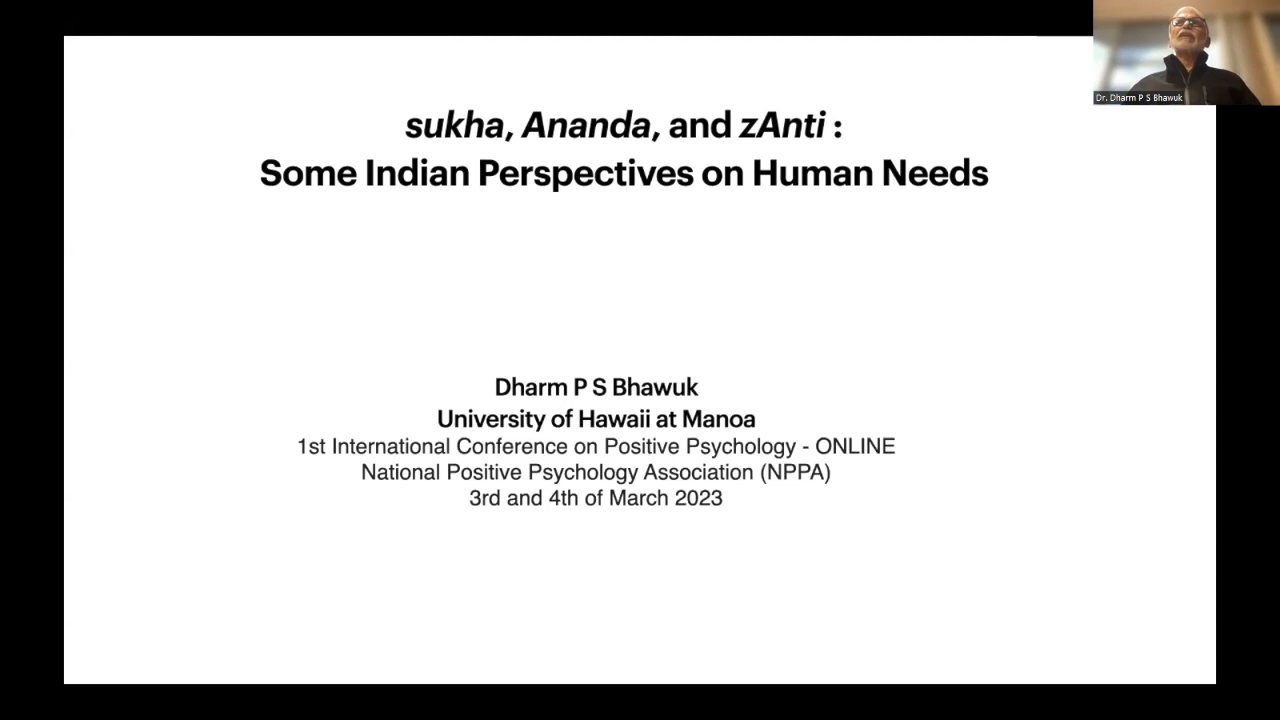 sukha, Ananda, and zAnti :
Some Indian Perspectives on Human Needs
Dharm P S Bhawuk
University of Hawaii at Manoa
1st International Conference on Positive Psychology - ONLINE
National Positive Psychology Association (NPPA)
3rd and 4th of March 2023
Dr. Dharm P S Bhawuk